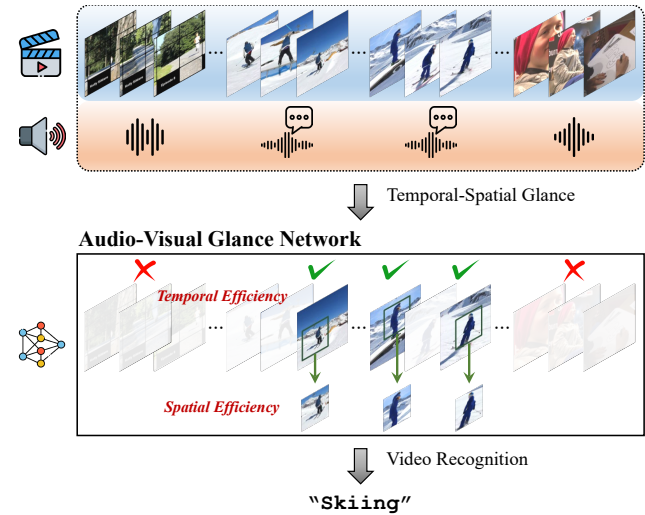 Temporal-Spatial Glance
Audio-Visual Glance Network
Temporal Efficiency
Spatial Efficiency
Video Recognition
“Skiing”